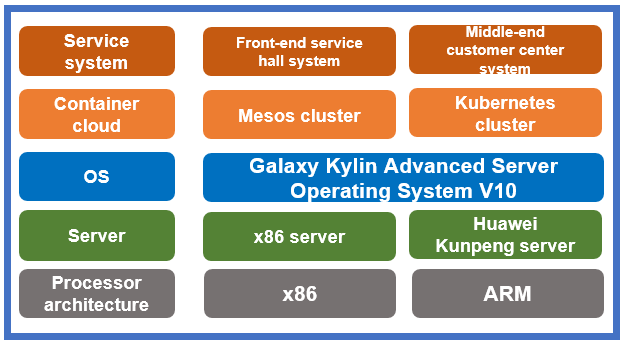 Service
system
Front-end service
hall system
Middle-end
customer center
system
Container
cloud
Mesos cluster
Kubernetes
cluster
OS
Galaxy Kylin Advanced Server
Operating System V10
Server
x86 server
Huawei
Kunpeng server
Processor
architecture
x86
ARM